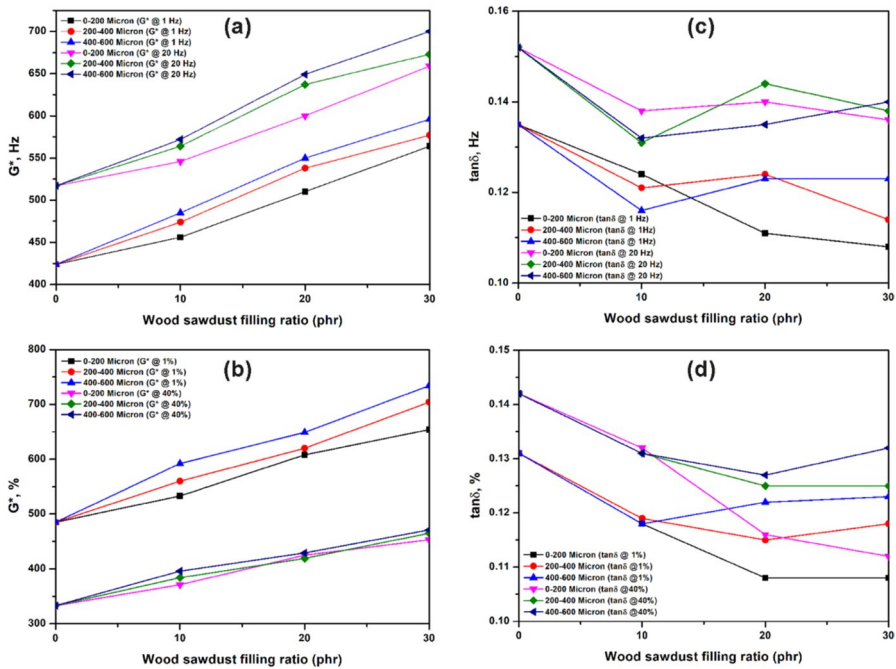 (a)
0-200 Micron (G* @ 1 Hz)
200-400 Micron (G* @ 1 Hz)
400-600 Micron (G* @ 1 Hz)
0-200 Micron (G* @ 20 Hz)
200-400 Micron (G* @ 20 Hz)
400-600 Micron (G* @ 20 Hz)
G*, Hz
700
650
600
550
500
450
400
0
10
20
30
Wood sawdust filling ratio (phr)
(c)
0-200 Micron (tanδ @ 1 Hz)
200-400 Micron (tanδ @ 1Hz)
400-600 Micron (tanδ @ 1Hz)
0-200 Micron (tanδ @ 20 Hz)
200-400 Micron (tanδ @ 20 Hz)
400-600 Micron (tanδ @ 20 Hz)
tanδ, Hz
0.16
0.14
0.12
0.10
0
10
20
30
Wood sawdust filling ratio (phr)
(b)
0-200 Micron (G* @ 1%)
200-400 Micron (G* @ 1%)
400-600 Micron (G* @ 1%)
0-200 Micron (G* @ 40%)
200-400 Micron (G* @ 40%)
400-600 Micron (G* @ 40%)
G*, %
800
700
600
500
400
300
0
10
20
30
Wood sawdust filling ratio (phr)
(d)
0-200 Micron (tanδ @ 1%)
200-400 Micron (tanδ @1%)
400-600 Micron (tanδ @1%)
0-200 Micron (tanδ @40%)
200-400 Micron (tanδ @40%)
400-600 Micron (tanδ @40%)
tanδ, %
0.15
0.14
0.13
0.12
0.11
0.10
0
10
20
30
Wood sawdust filling ratio (phr)